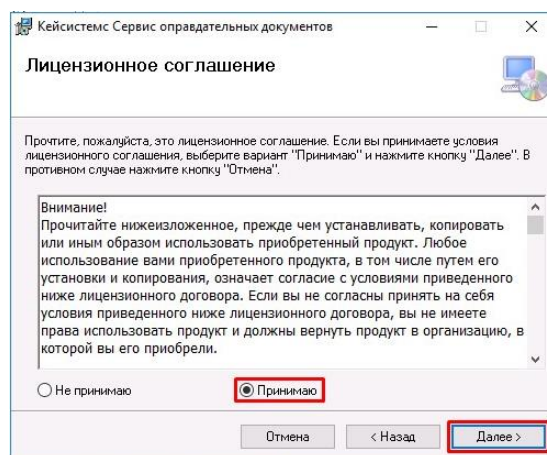 Кейсистемс Сервис оправдательных документов
Лицензионное соглашение
Прочтите, пожалуйста, это лицензионное соглашение. Если вы принимаете условия
лицензионного соглашения, выберите вариант "Принимаю" и нажмите кнопку "Далее". В
противном случае нажмите кнопку "Отмена".
Внимание!
Прочитайте нижеизложенное, прежде чем устанавливать, копировать
или иным образом использовать приобретенный продукт. Любое
использование вами приобретенного продукта, в том числе путем его
установки и копирования, означает согласие с условиями приведенного
ниже лицензионного договора. Если вы не согласны принять на себя
условия приведенного ниже лицензионного договора, вы не имеете
права использовать продукт и должны вернуть продукт в организацию, в
которой вы его приобрели.
Не принимаю Принимаю
Отмена < Назад Далее >